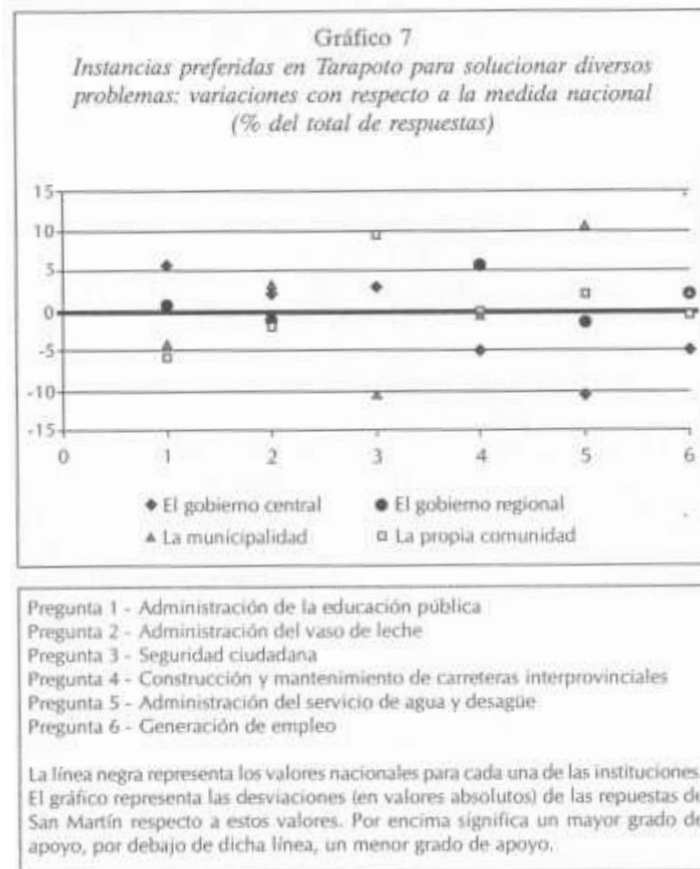 Gráfico 7
Instancias preferidas en Tarapoto para solucionar diversos
problemas: variaciones con respecto a la medida nacional
(% del total de respuestas)
15
10
5
0
-5
-10
-15
0 1 2 3 4 5 6
El gobierno central El gobierno regional
La municipalidad La propia comunidad
Pregunta 1 - Administración de la educación pública
Pregunta 2 - Administración del vaso de leche
Pregunta 3 - Seguridad ciudadana
Pregunta 4 - Construcción y mantenimiento de carreteras interprovinciales
Pregunta 5 - Administración del servicio de agua y desagüe
Pregunta 6 - Generación de empleo
La línea negra representa los valores nacionales para cada una de las instituciones.
El gráfico representa las desviaciones (en valores absolutos) de las repuestas de
San Martín respecto a estos valores. Por encima significa un mayor grado de
apoyo, por debajo de dicha línea, un menor grado de apoyo.